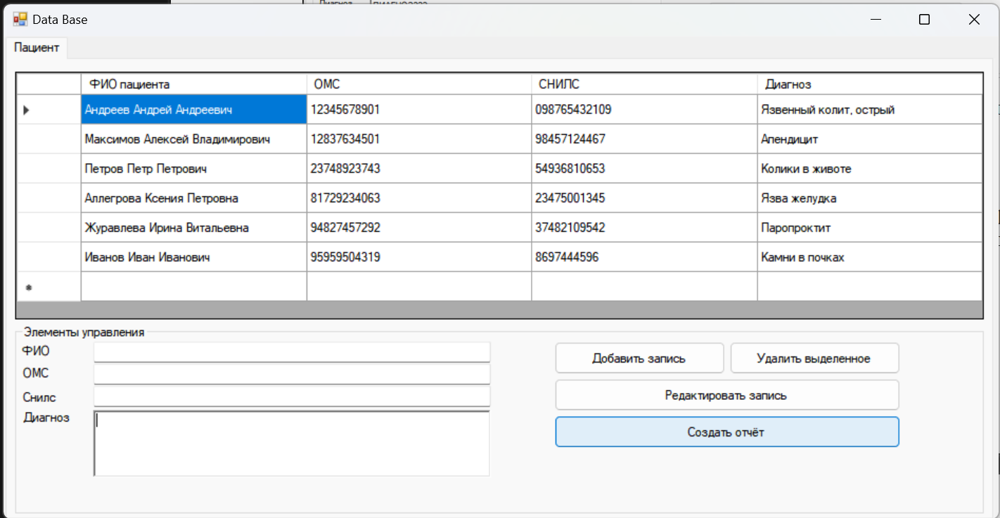 Диагноз
Data Base
Пациент
ФИО пациента ОМС СНИЛС Диагноз
Андреев Андрей Андреевич 12345678901 098765432109 Язвенный колит, острый
Максимов Алексей Владимирович 12837634501 98457124467 Апендицит
Петров Петр Петрович 23748923743 54936810653 Колики в животе
Аллегрова Ксения Петровна 81729234063 23475001345 Язва желудка
Журавлева Ирина Витальевна 94827457292 37482109542 Паропроктит
Иванов Иван Иванович 95959504319 8697444596 Камни в почках
*
Элементы управления
ФИО
ОМС
Снилс
Диагноз
Добавить запись Удалить выделенное
Редактировать запись
Создать отчёт